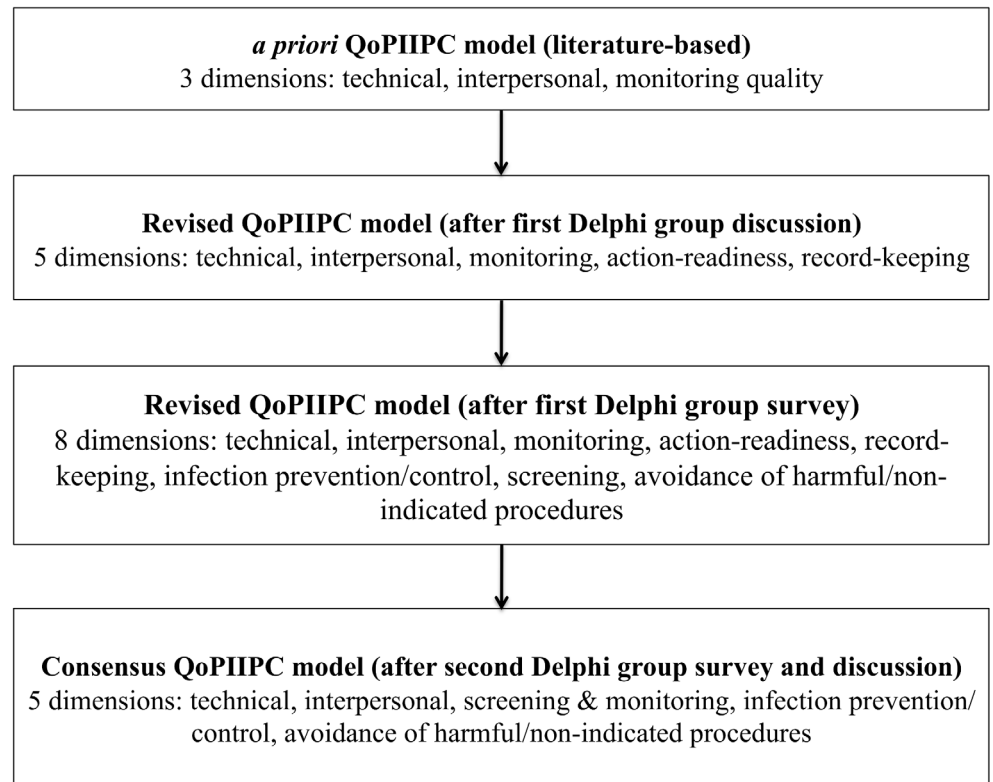 a priori QoPIIPC model (literature-based)
3 dimensions: technical, interpersonal, monitoring quality
Revised QoPIIPC model (after first Delphi group discussion)
5 dimensions: technical, interpersonal, monitoring, action-readiness, record-keeping
Revised QoPIIPC model (after first Delphi group survey)
8 dimensions: technical, interpersonal, monitoring, action-readiness, record-
keeping, infection prevention/control, screening, avoidance of harmful/non-
indicated procedures
Consensus QoPIIPC model (after second Delphi group survey and discussion)
5 dimensions: technical, interpersonal, screening & monitoring, infection prevention/
control, avoidance of harmful/non-indicated procedures